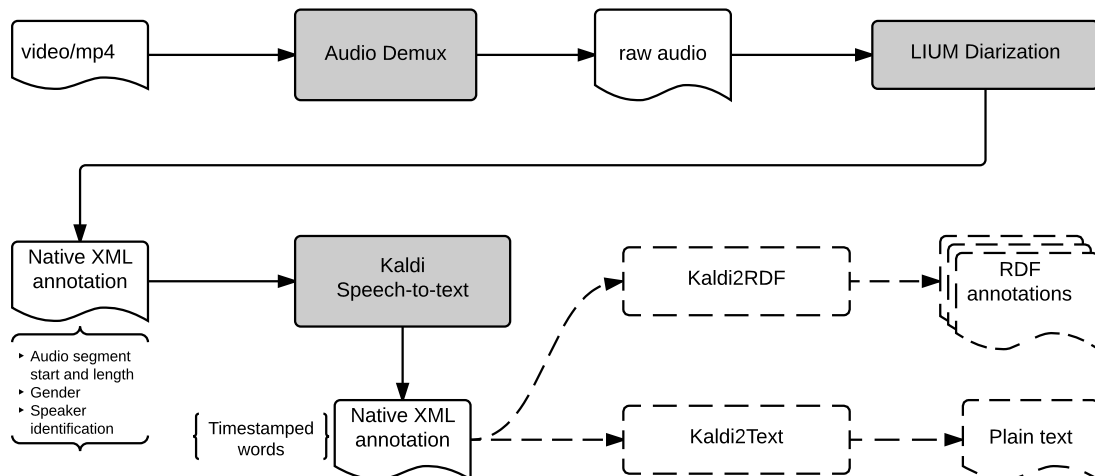 video/mp4
Audio Demux
raw audio
LIUM Diarization
Native XML
annotation
Kaldi
Speech-to-text
Kaldi2RDF
RDF
annotations
Audio segment
start and length
Gender
Speaker
identification
Timestamped
words
Native XML
annotation
Kaldi2Text
Plain text